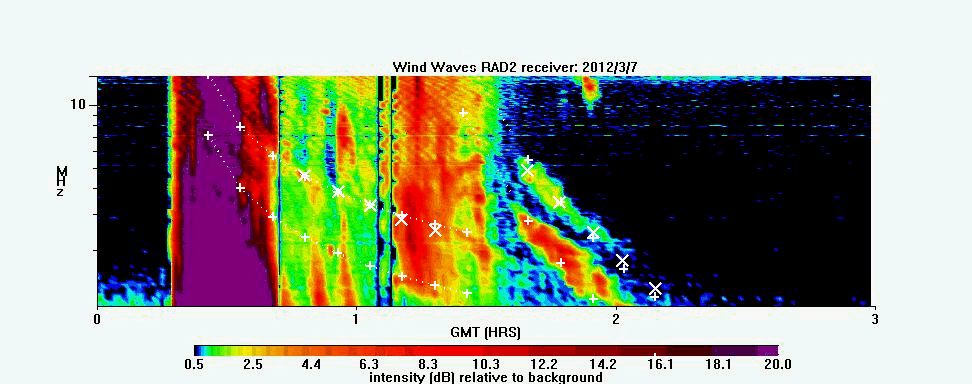 Wind Waves RAD2 receiver: 2012/3/7
10
MHz
0 1 2 3
GMT (HRS)
0.5 2.5 4.4 6.3 8.3 10.3 12.2 14.2 16.1 18.1 20.0
intensity (dB) relative to background